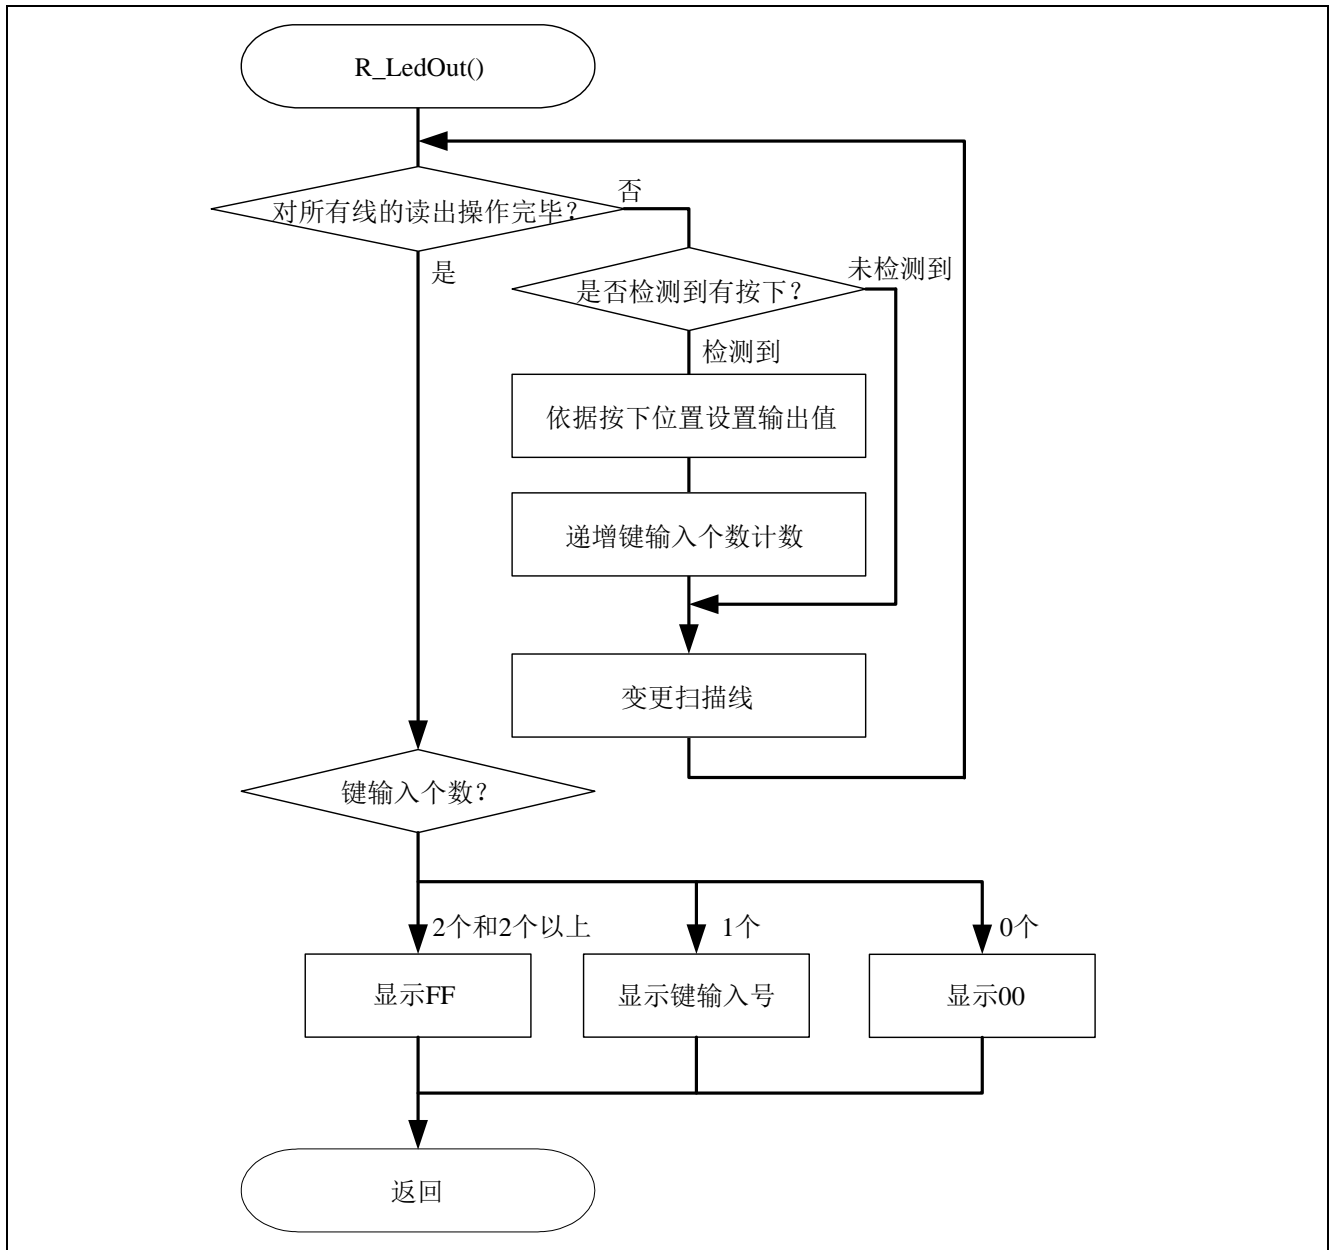 R_LedOut()
对所有线的读出操作完毕？
否
是
是否检测到有按下？
未检测到
检测到
依据按下位置设置输出值
递增键输入个数计数
变更扫描线
键输入个数？
2个和2个以上
1个
0个
显示FF
显示键输入号
显示00
返回